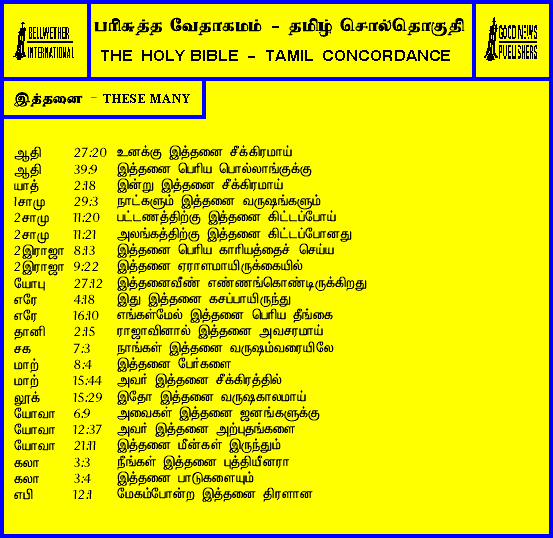 BELLWETHER
INTERNATIONAL
பரிசுத்த வேதாகமம் - தமிழ் சொல்தொகுதி
THE HOLY BIBLE - TAMIL CONCORDANCE
GOOD NEWS
PUBLISHERS
இத்தனை - THESE MANY
ஆதி 27:20 உனக்கு இத்தனை சீக்கிரமாய்
ஆதி 39:9 இத்தனை பெரிய பொல்லாங்குக்கு
யாத் 2:18 இன்று இத்தனை சீக்கிரமாய்
1சாமு 29:3 நாட்களும் இத்தனை வருஷங்களும்
2சாமு 11:20 பட்டணத்திற்கு இத்தனை கிட்டப்போய்
2சாமு 11:21 அலங்கத்திற்கு இத்தனை கிட்டப்போனது
2இராஜா 8:13 இத்தனை பெரிய காரியத்தைச் செய்ய
2இராஜா 9:22 இத்தனை ஏராளமாயிருக்கையில்
யோபு 27:12 இத்தனைவீண் எண்ணங்கொண்டிருக்கிறது
எரே 4:18 இது இத்தனை கசப்பாயிருந்து
எரே 16:10 எங்கள்மேல் இத்தனை பெரிய தீங்கை
தானி 2:15 ராஜாவினால் இத்தனை அவசரமாய்
சக 7:3 நாங்கள் இத்தனை வருஷம்வரையிலே
மாற் 8:4 இத்தனை பேர்களை
மாற் 15:44 அவர் இத்தனை சீக்கிரத்தில்
லூக் 15:29 இதோ இத்தனை வருஷகாலமாய்
யோவா 6:9 அவைகள் இத்தனை ஜனங்களுக்கு
யோவா 12:37 அவர் இத்தனை அற்புதங்களை
யோவா 21:11 இத்தனை மீன்கள் இருந்தும்
கலா 3:3 நீங்கள் இத்தனை புத்தியீனரா
கலா 3:4 இத்தனை பாடுகளையும்
எபி 12:1 மேகம்போன்ற இத்தனை திரளான